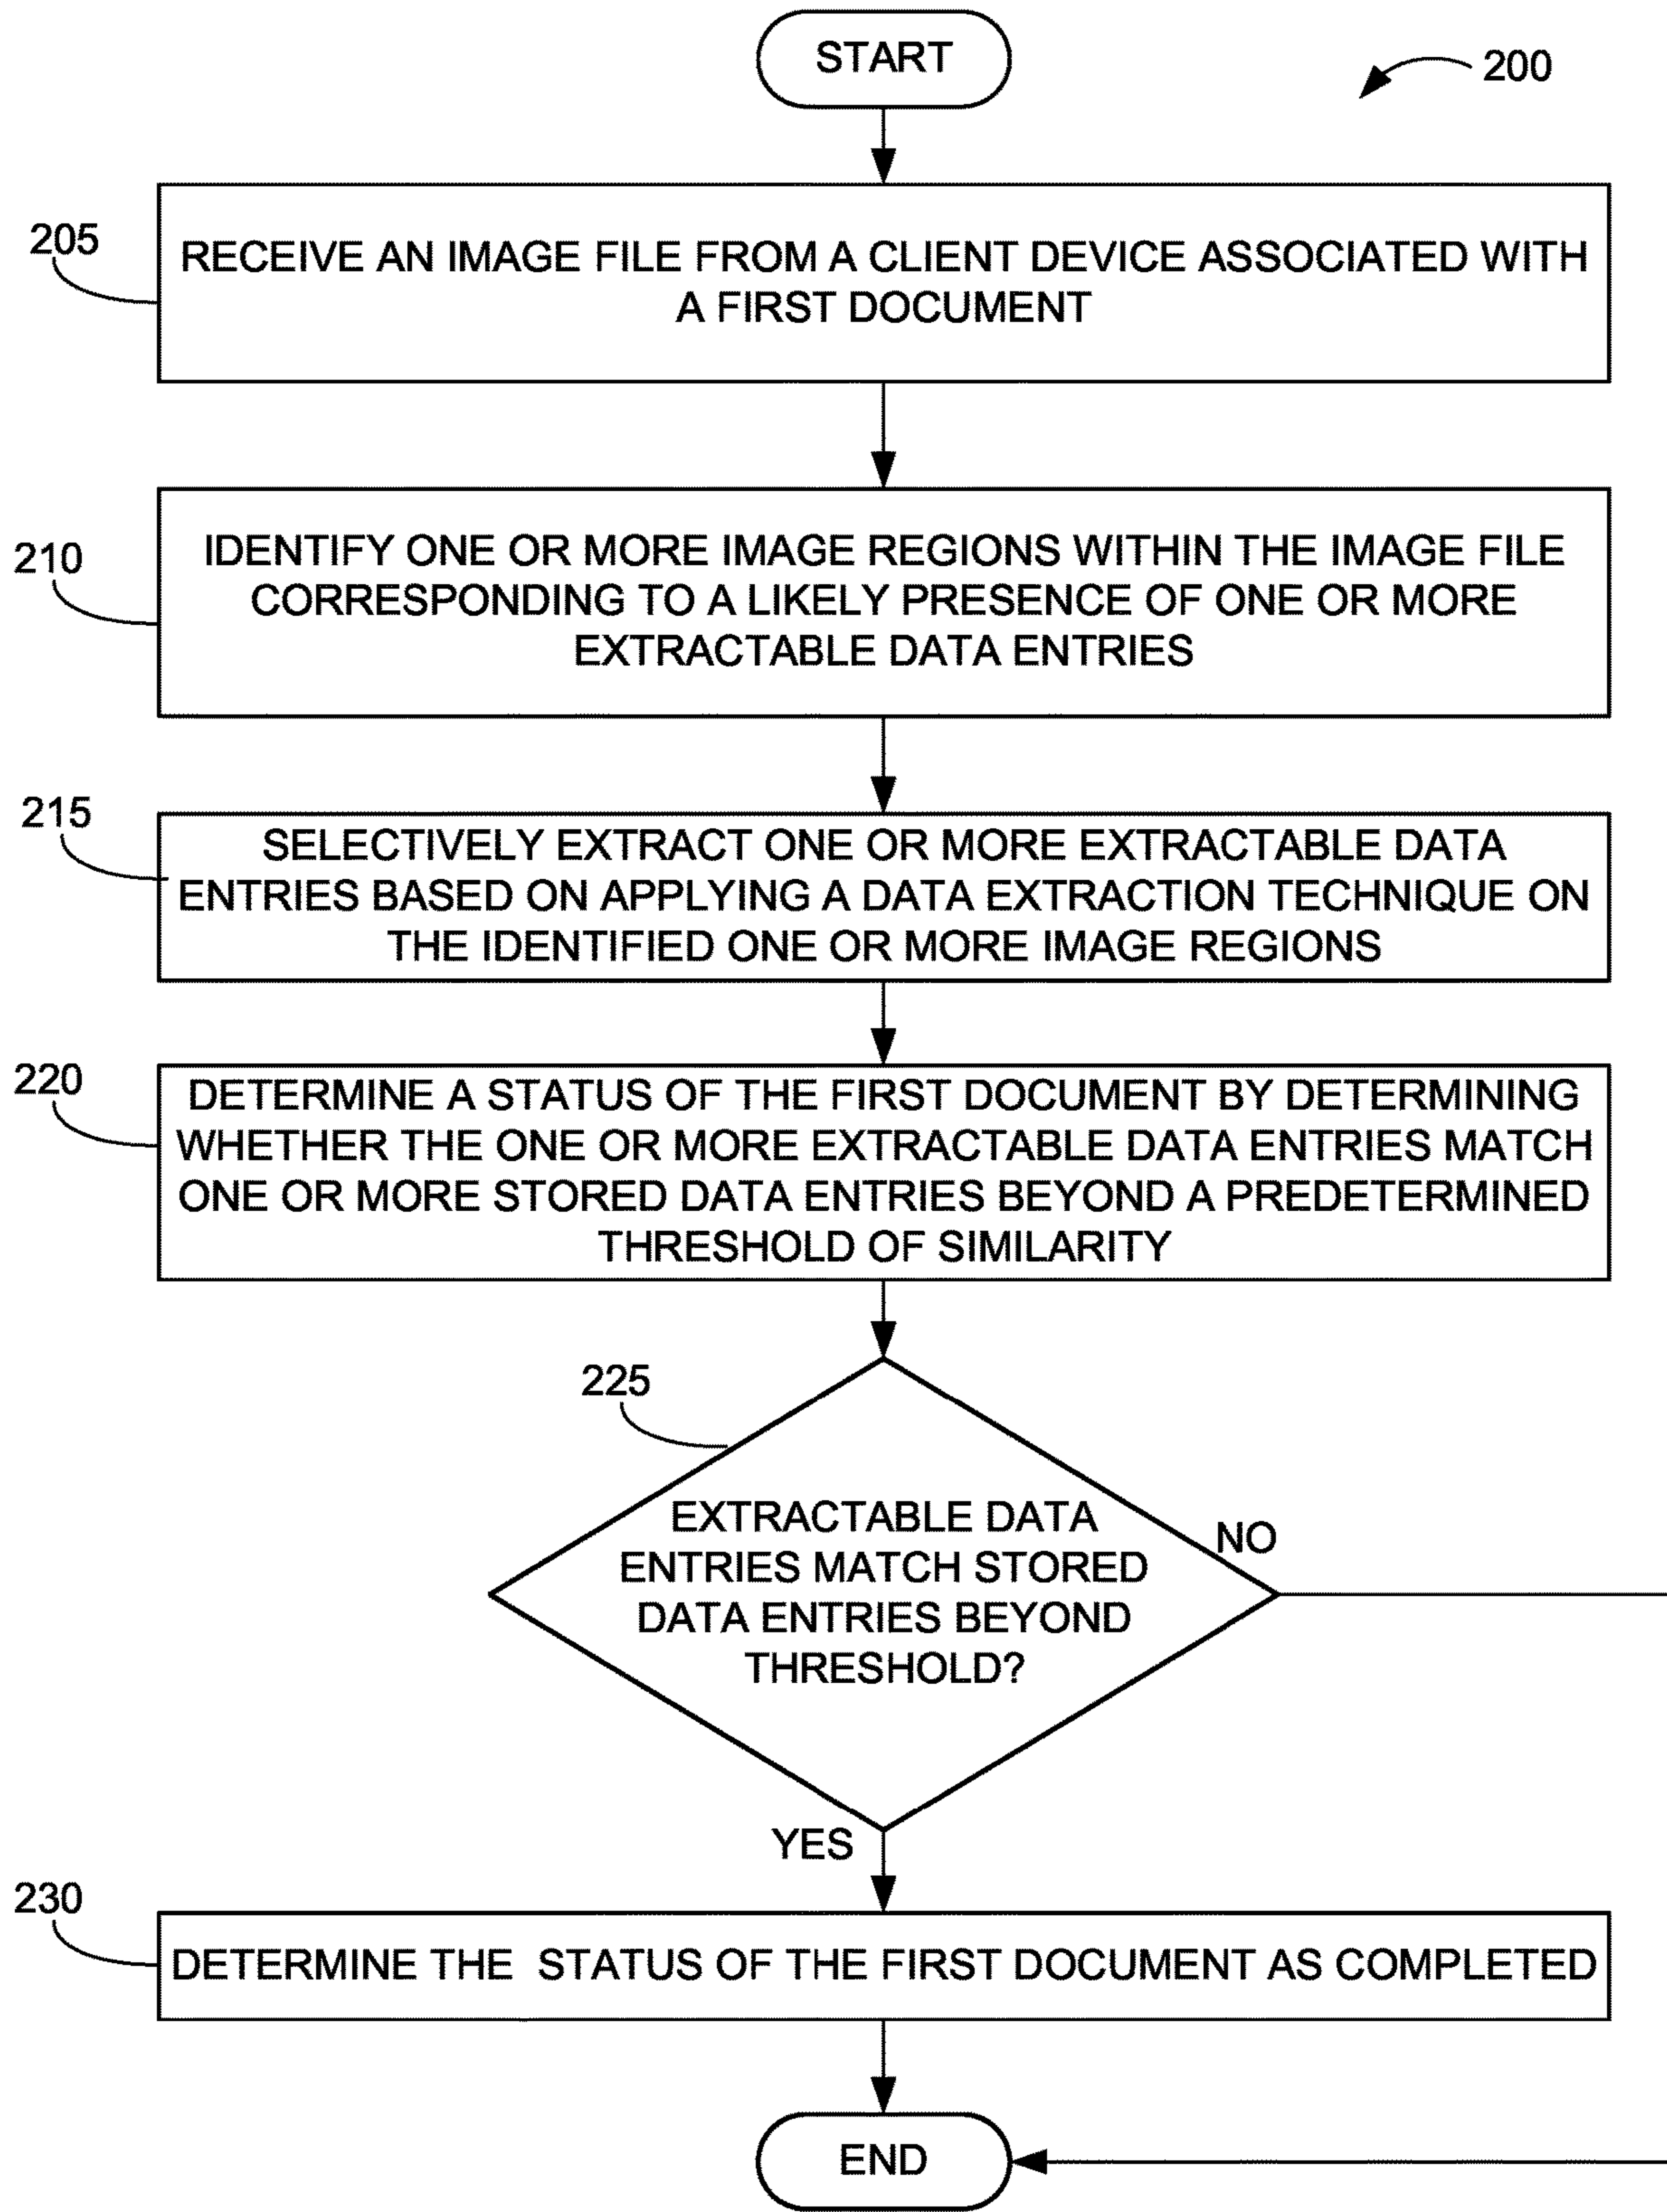 START
200
205
RECEIVE AN IMAGE FILE FROM A CLIENT DEVICE ASSOCIATED WITH
A FIRST DOCUMENT
210
IDENTIFY ONE OR MORE IMAGE REGIONS WITHIN THE IMAGE FILE
CORRESPONDING TO A LIKELY PRESENCE OF ONE OR MORE
EXTRACTABLE DATA ENTRIES
215
SELECTIVELY EXTRACT ONE OR MORE EXTRACTABLE DATA
ENTRIES BASED ON APPLYING A DATA EXTRACTION TECHNIQUE ON
THE IDENTIFIED ONE OR MORE IMAGE REGIONS
220
DETERMINE A STATUS OF THE FIRST DOCUMENT BY DETERMINING
WHETHER THE ONE OR MORE EXTRACTABLE DATA ENTRIES MATCH
ONE OR MORE STORED DATA ENTRIES BEYOND A PREDETERMINED
THRESHOLD OF SIMILARITY
225
EXTRACTABLE DATA
ENTRIES MATCH STORED
DATA ENTRIES BEYOND
THRESHOLD?
NO
YES
230
DETERMINE THE STATUS OF THE FIRST DOCUMENT AS COMPLETED
END